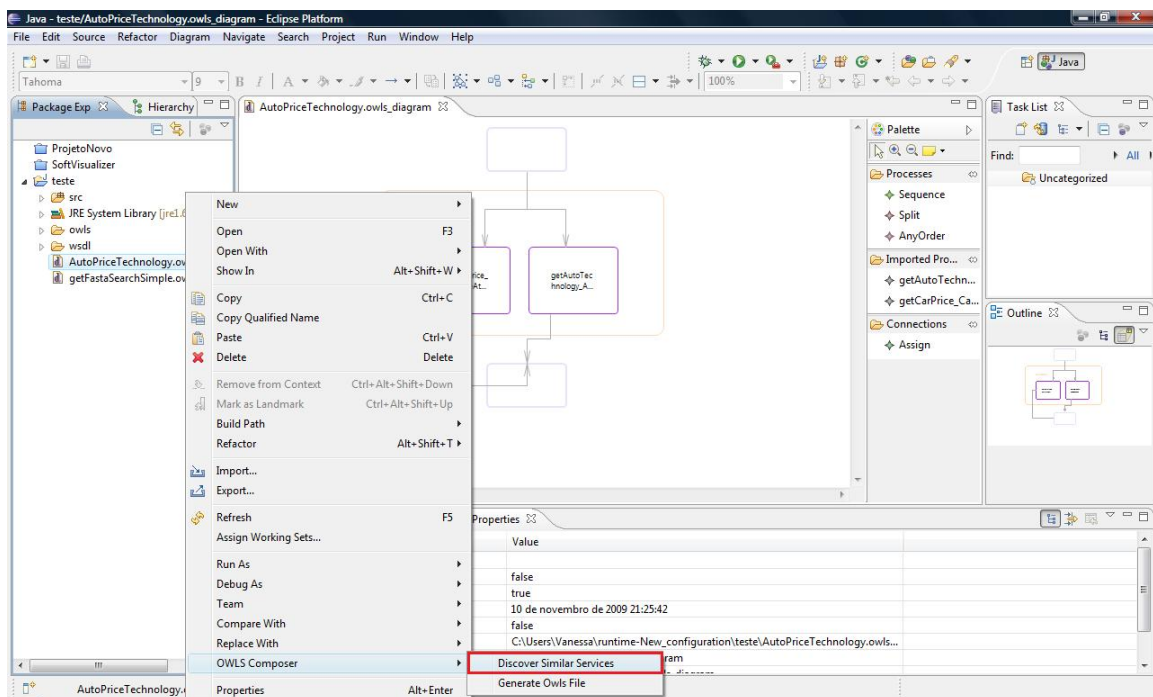 Java - teste/AutoPriceTechnology.owls_diagram - Eclipse Platform
File Edit Source Refactor Diagram Navigate Search Project Run Window Help
Java
Tahoma 9 B I A 100%
Package Exp Hierarchy
ProjetoNovo
SoftVisualizer
teste
src
JRE System Library [jre1.6
owls
wsdl
AutoPriceTechnology.ow
getFastaSearchSimple.ow
AutoPriceTechnology.owls_diagram
getAutoTec
hnology_A...
rice_
At...
Palette
Processes
Sequence
Split
AnyOrder
Imported Pro...
getAutoTechn...
getCarPrice_Ca...
Connections
Assign
Task List
Find: All
Uncategorized
Outline
New
Open F3
Open With
Show In Alt+Shift+W
Copy Ctrl+C
Copy Qualified Name
Paste Ctrl+V
Delete Delete
Remove from Context Ctrl+Alt+Shift+Down
Mark as Landmark Ctrl+Alt+Shift+Up
Build Path
Refactor Alt+Shift+T
Import...
Export...
Refresh F5
Assign Working Sets...
Run As
Debug As
Team
Compare With
Replace With
OWLS Composer
Properties Alt+Enter
Discover Similar Services
Generate Owls File
Properties
Value
false
true
10 de novembro de 2009 21:25:42
false
C:\Users\Vanessa\runtime-New_configuration\teste\AutoPriceTechnology.owls...
ram
AutoPriceTechnology.o